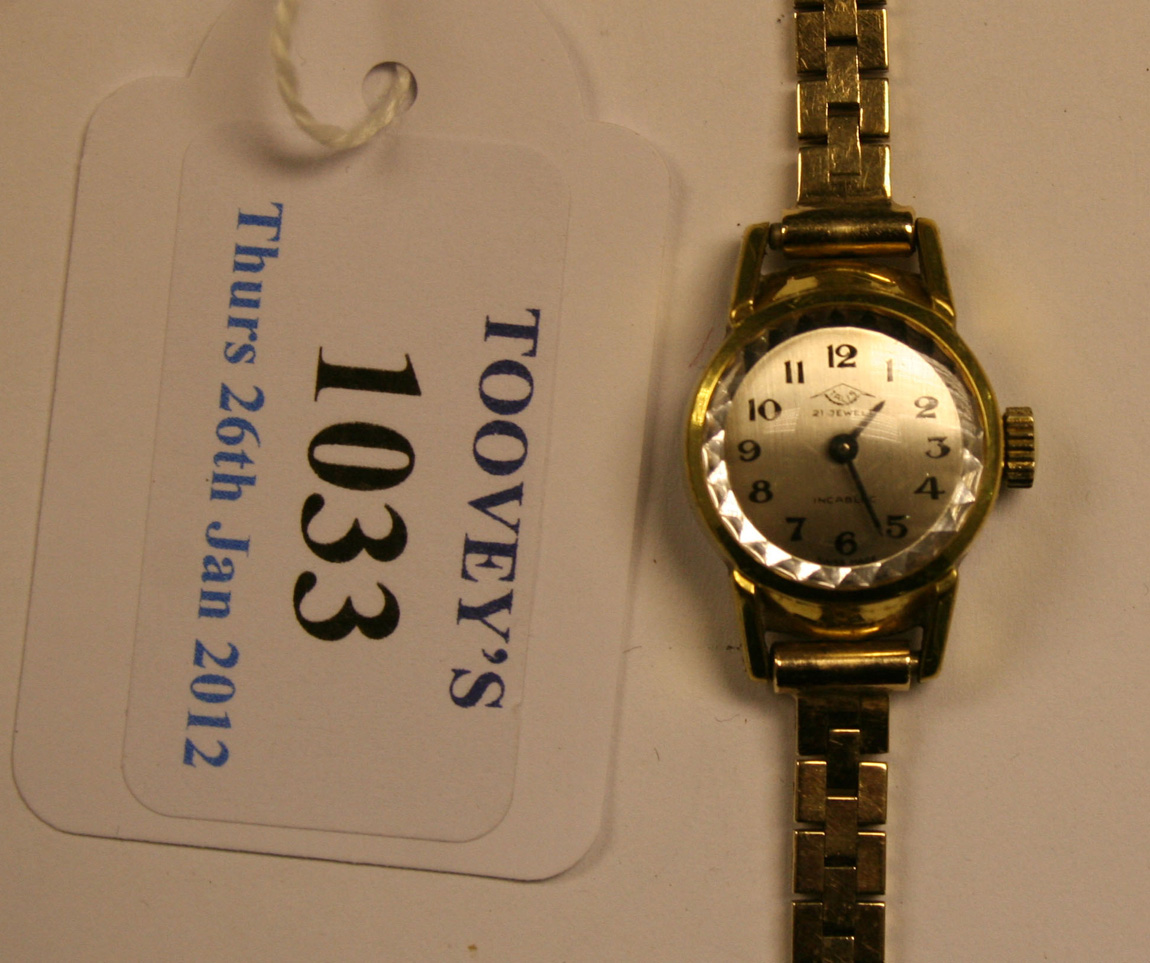 TOOVEY'S
1033
Thurs 26th Jan 2012
12
11 1
10 2
9 3
8 4
7 5
6
21 JEWELS
INCABLOC